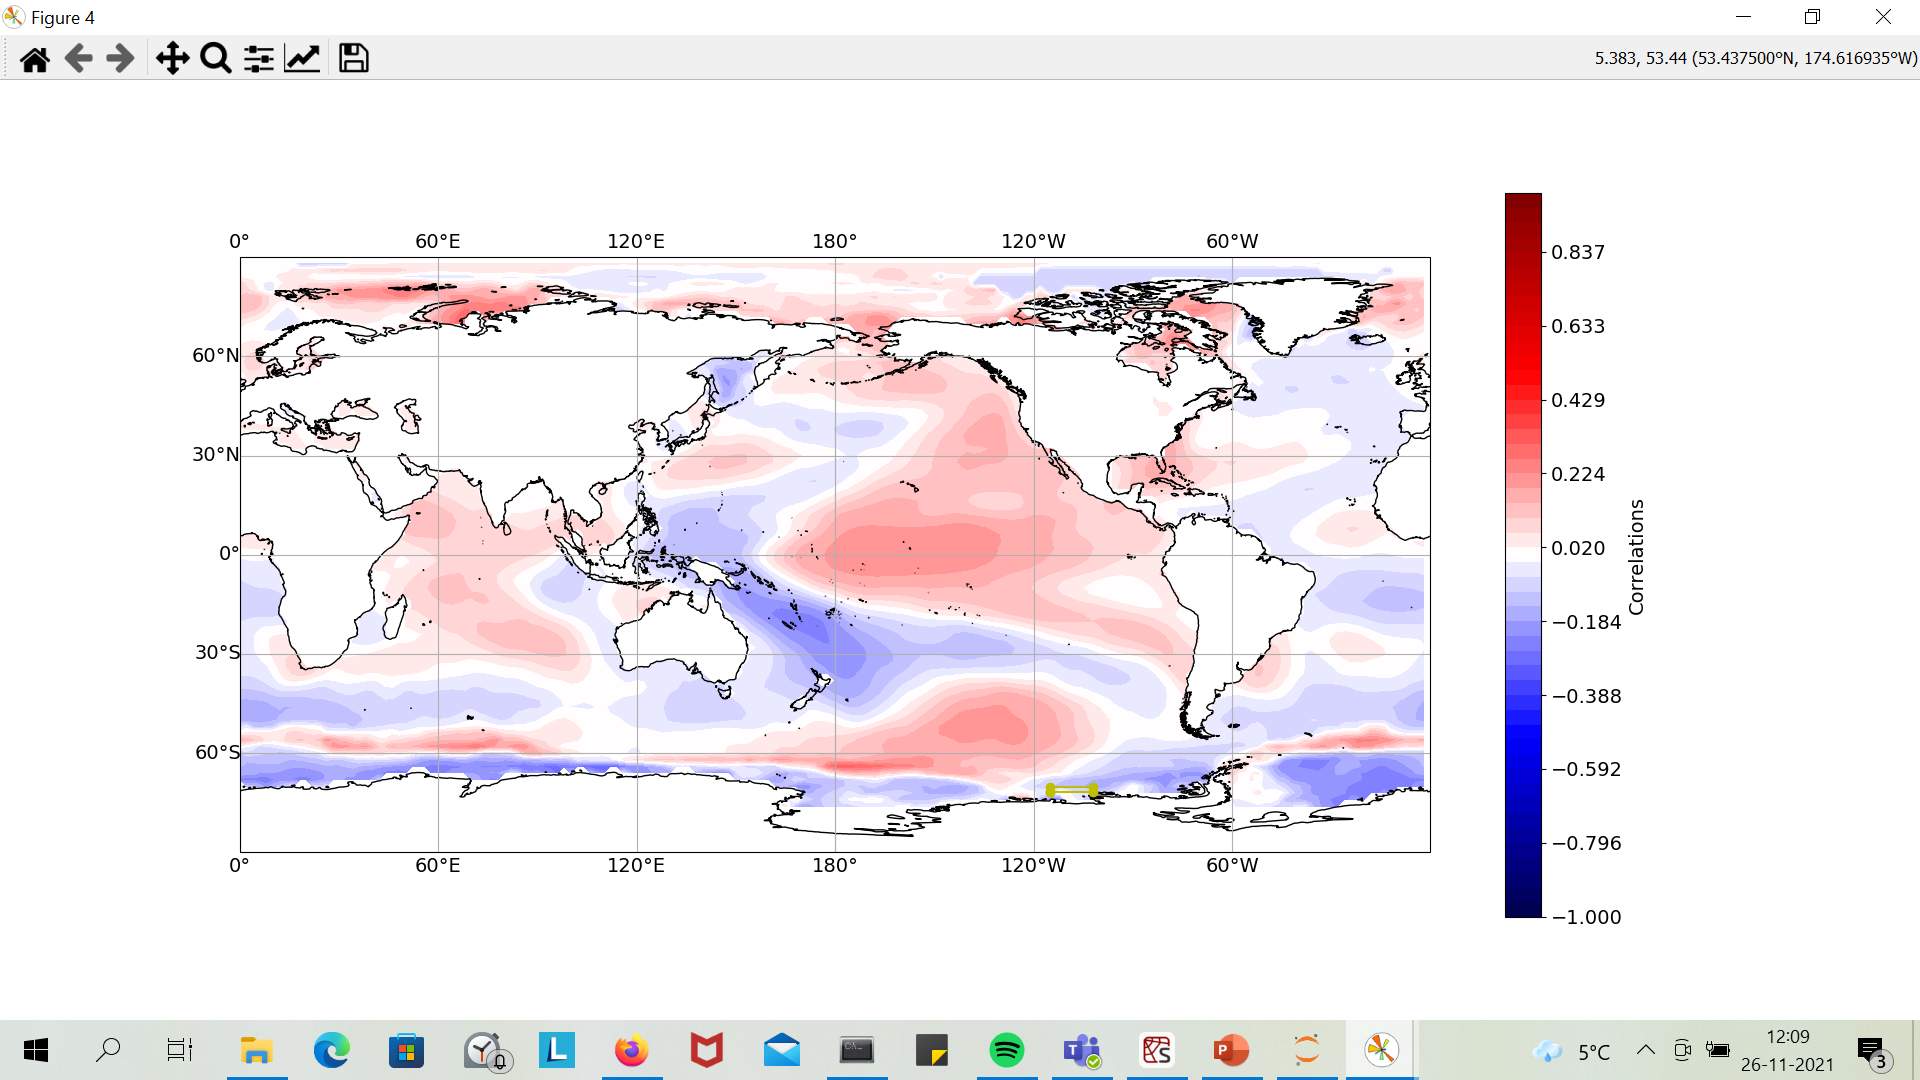 Figure 4
5.383, 53.44 (53.437500°N, 174.616935°W)
0° 60°E 120°E 180° 120°W 60°W
60°N
30°N
0°
30°S
60°S
0° 60°E 120°E 180° 120°W 60°W
0.837
0.633
0.429
0.224
0.020
−0.184
−0.388
−0.592
−0.796
−1.000
Correlations
C:\_
L
P
5°C
12:09
26-11-2021
3